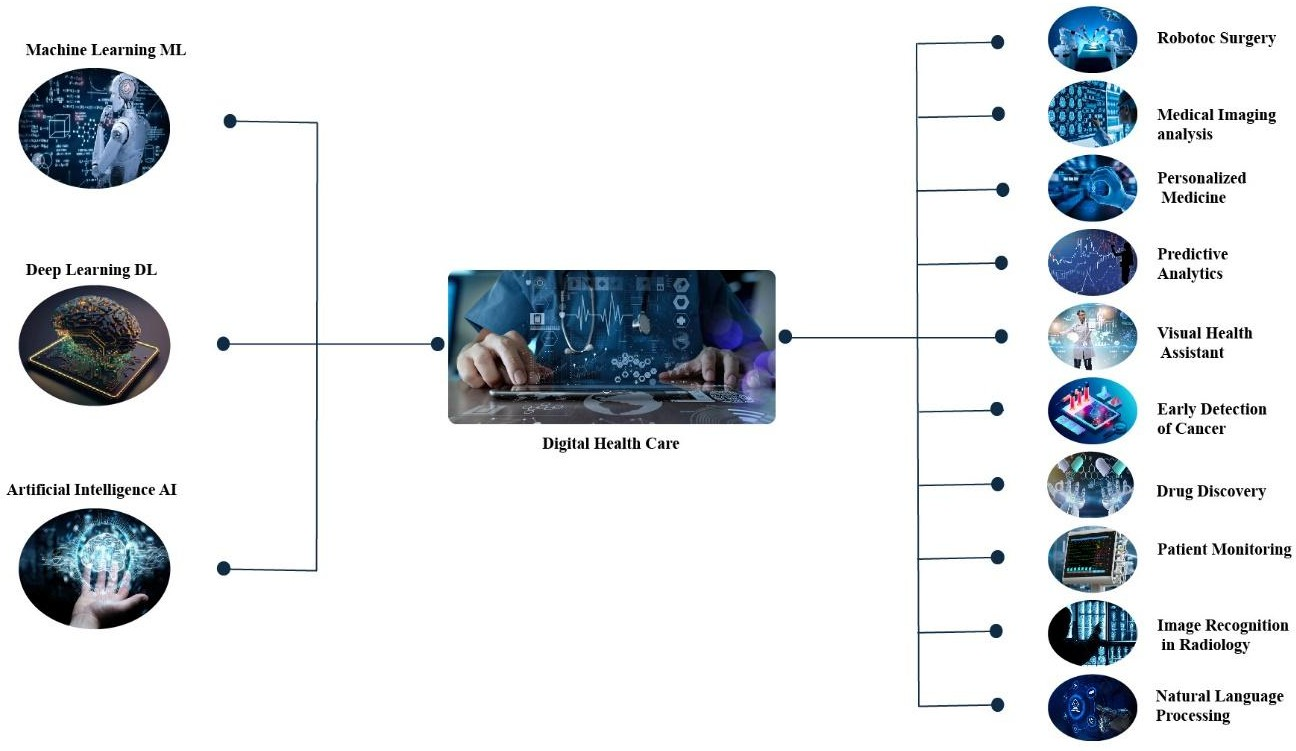 Machine Learning ML
Deep Learning DL
Artificial Intelligence AI
Digital Health Care
Robotoc Surgery
Medical Imaging
analysis
Personalized
Medicine
Predictive
Analytics
Visual Health
Assistant
Early Detection
of Cancer
Drug Discovery
Patient Monitoring
Image Recognition
in Radiology
Natural Language
Processing